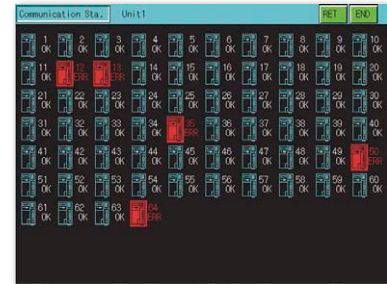 Communication Sta. Unit1 RET END
1 2 3 4 5 6 7 8 9 10
OK OK OK OK OK OK OK OK OK OK
11 12 13 14 15 16 17 18 19 20
OK ERR ERR OK OK OK OK OK OK OK
21 22 23 24 25 26 27 28 29 30
OK OK OK OK OK OK OK OK OK OK
31 32 33 34 35 36 37 38 39 40
OK OK OK OK ERR OK OK OK OK OK
41 42 43 44 45 46 47 48 49 50
OK OK OK OK OK OK OK OK OK ERR
51 52 53 54 55 56 57 58 59 60
OK OK OK OK OK OK OK OK OK OK
61 62 63 64
OK OK OK ERR